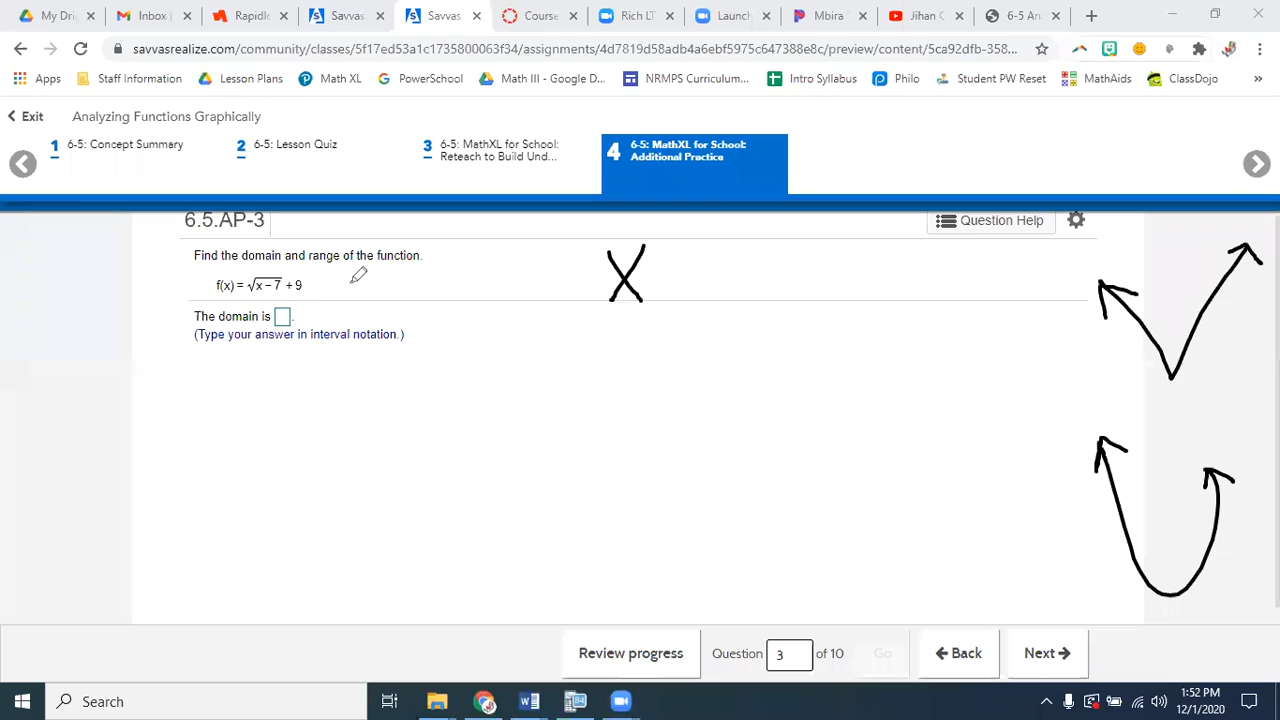 My Dri
Inbox
RapidIc
Savvas
Savvas
Course
Rich LT
Launch
Mbira
Jihan C
6-5 An
savvasrealize.com/community/classes/5f17ed5331c1735800063f34/assignments/4d7819d58adb4a6ebf5975c647388e8c/preview/content/5ca92dfb-358...
Apps
Staff Information
Lesson Plans
Math XL
PowerSchool
Math III - Google D...
NRMPS Curriculum...
Intro Syllabus
Philo
Student PW Reset
MathAids
ClassDojo
»
Exit
Analyzing Functions Graphically
1 6-5: Concept Summary
2 6-5: Lesson Quiz
3 6-5: MathXL for School:
Reteach to Build Und...
4 6-5: MathXL for School:
Additional Practice
6.5.AP-3
Question Help
Find the domain and range of the function.
f(x) = √x − 7 + 9
X
The domain is .
(Type your answer in interval notation.)
Review progress
Question 3 of 10
Go
Back
Next
Search
1:52 PM
12/1/2020